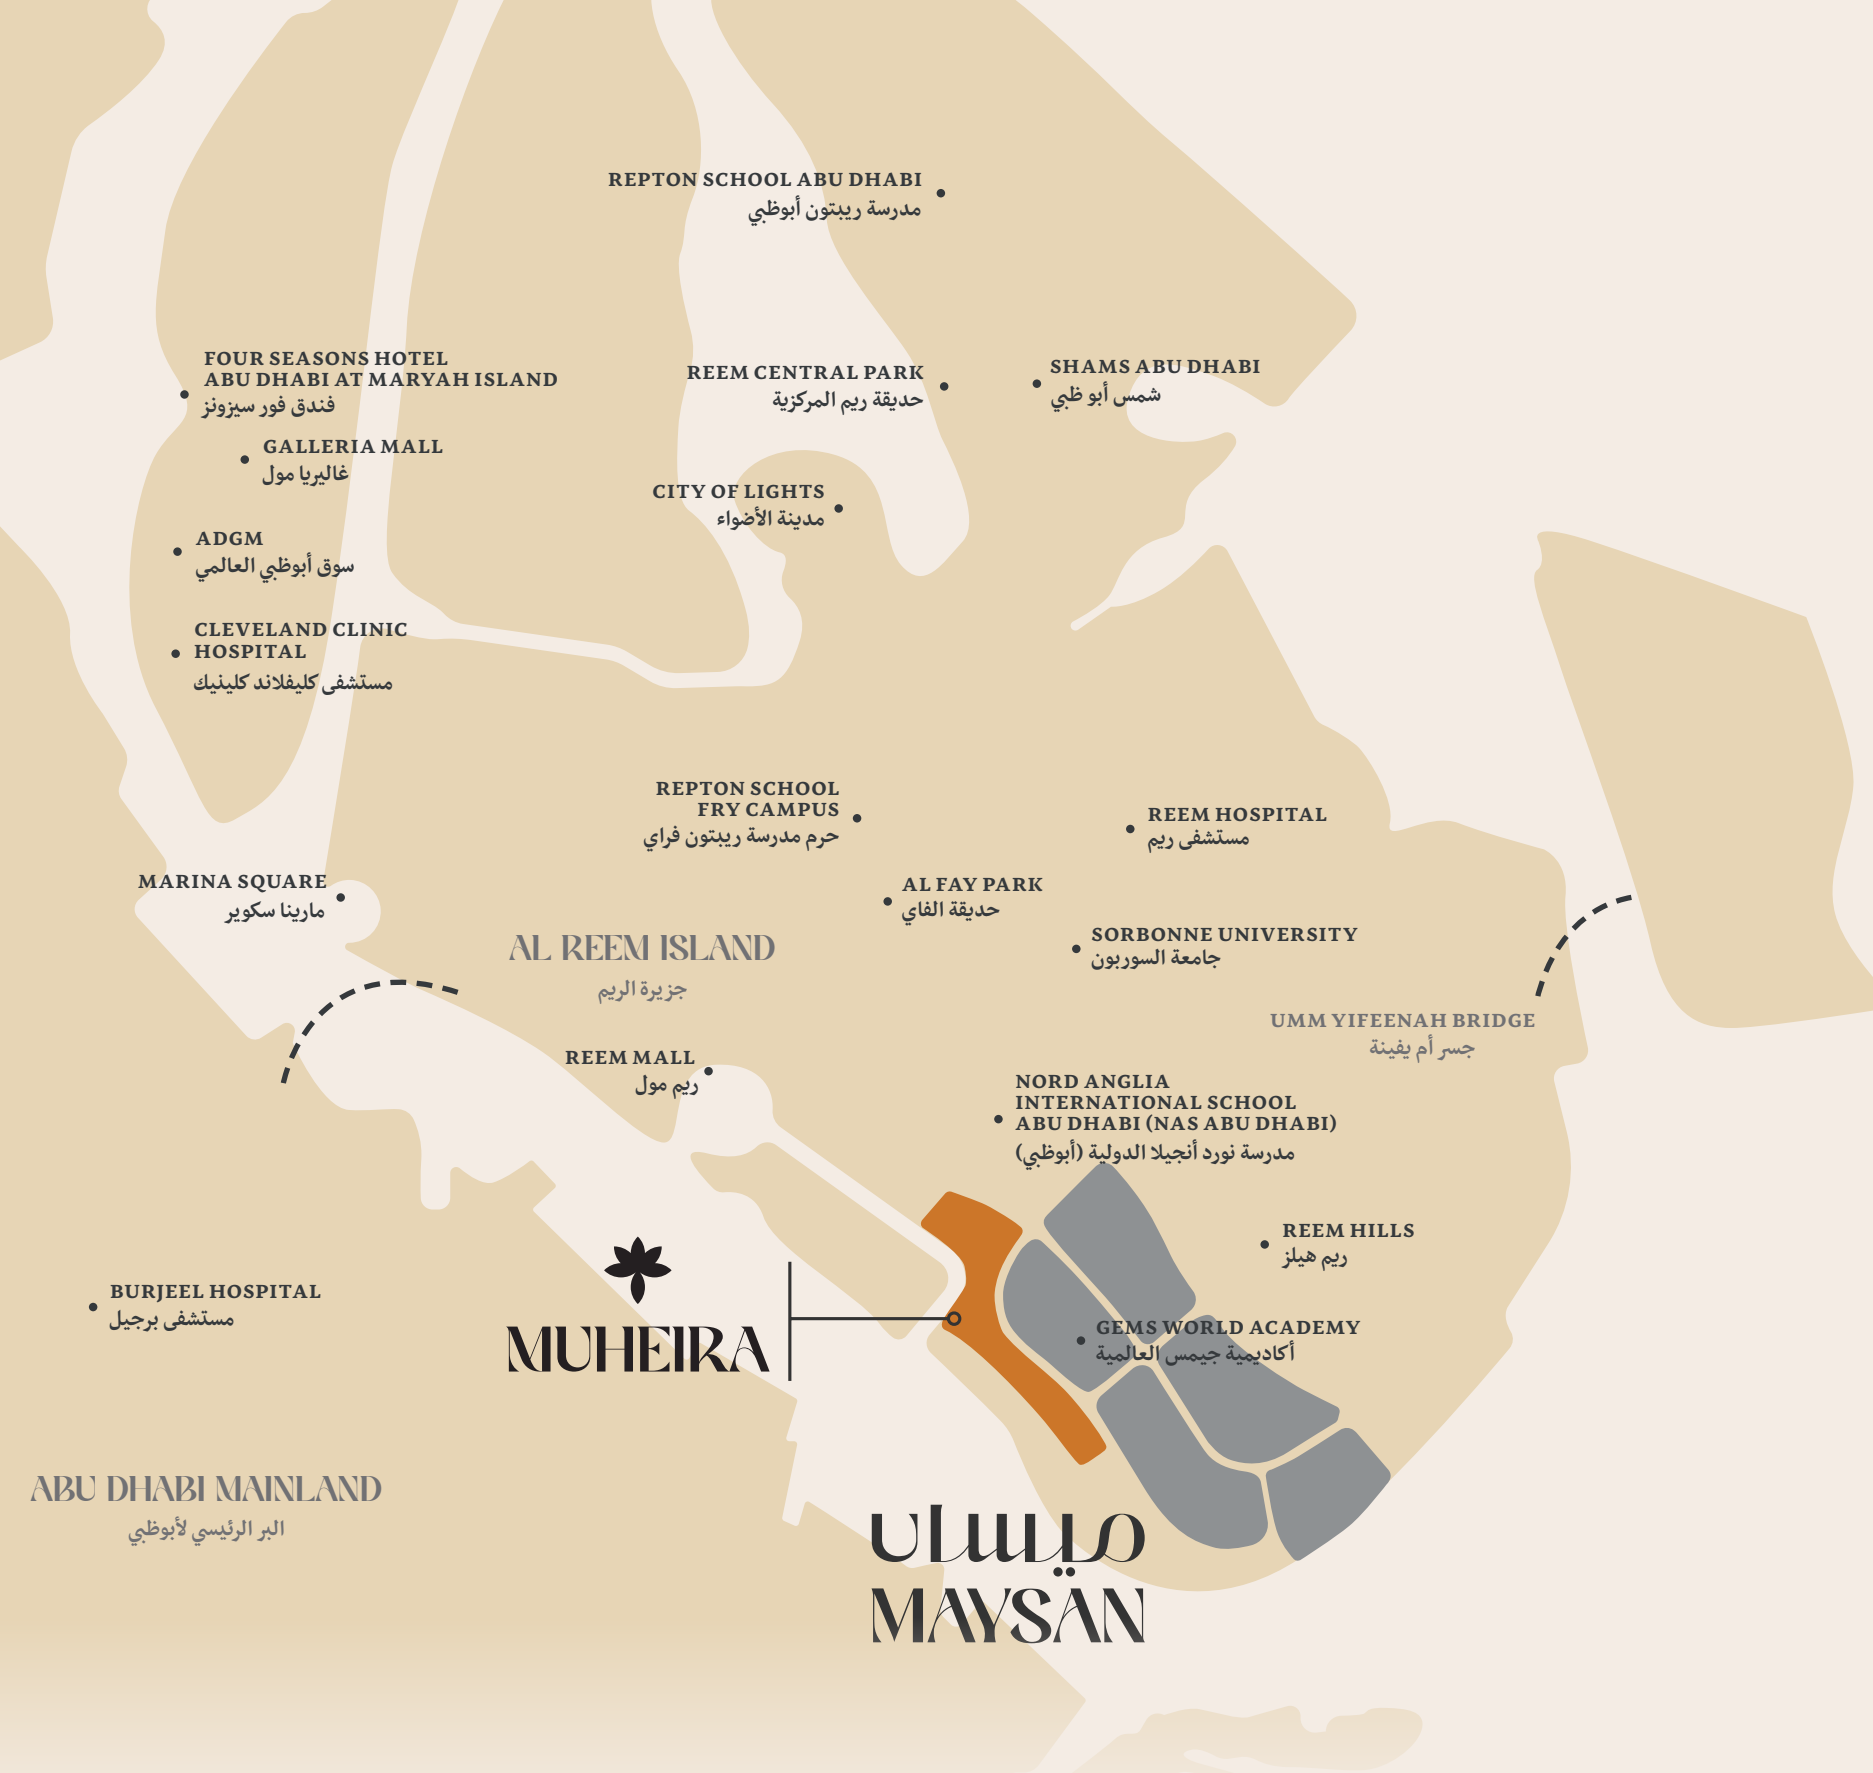 REPTON SCHOOL ABU DHABI
مدرسة ريبتون أبوظبي
FOUR SEASONS HOTEL
ABU DHABI AT MARYAH ISLAND
فندق فور سيزونز
REEM CENTRAL PARK
حديقة ريم المركزية
SHAMS ABU DHABI
شمس أبو ظبي
GALLERIA MALL
غاليريا مول
CITY OF LIGHTS
مدينة الأضواء
ADGM
سوق أبوظبي العالمي
CLEVELAND CLINIC
HOSPITAL
مستشفى كليفلاند كلينيك
REPTON SCHOOL
FRY CAMPUS
حرم مدرسة ريبتون فراي
REEM HOSPITAL
مستشفى ريم
MARINA SQUARE
مارينا سكوير
AL FAY PARK
حديقة الفاي
AL REEM ISLAND
جزيرة الريم
SORBONNE UNIVERSITY
جامعة السوربون
UMM YIFEENAH BRIDGE
جسر أم يفينة
REEM MALL
ريم مول
NORD ANGLIA
INTERNATIONAL SCHOOL
ABU DHABI (NAS ABU DHABI)
مدرسة نورد أنجيلا الدولية (أبوظبي)
REEM HILLS
ريم هيلز
BURJEEL HOSPITAL
مستشفى برجيل
MUHEIRA
GEMS WORLD ACADEMY
أكاديمية جيمس العالمية
ABU DHABI MAINLAND
البر الرئيسي لأبوظبي
ميسان
MAYSAN